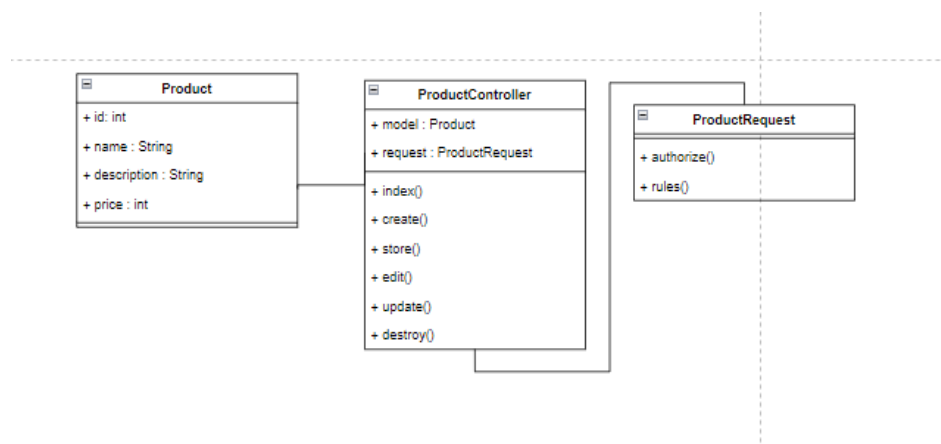 Product
+ id: int
+ name : String
+ description : String
+ price : int
ProductController
+ model : Product
+ request : ProductRequest
+ index()
+ create()
+ store()
+ edit()
+ update()
+ destroy()
ProductRequest
+ authorize()
+ rules()